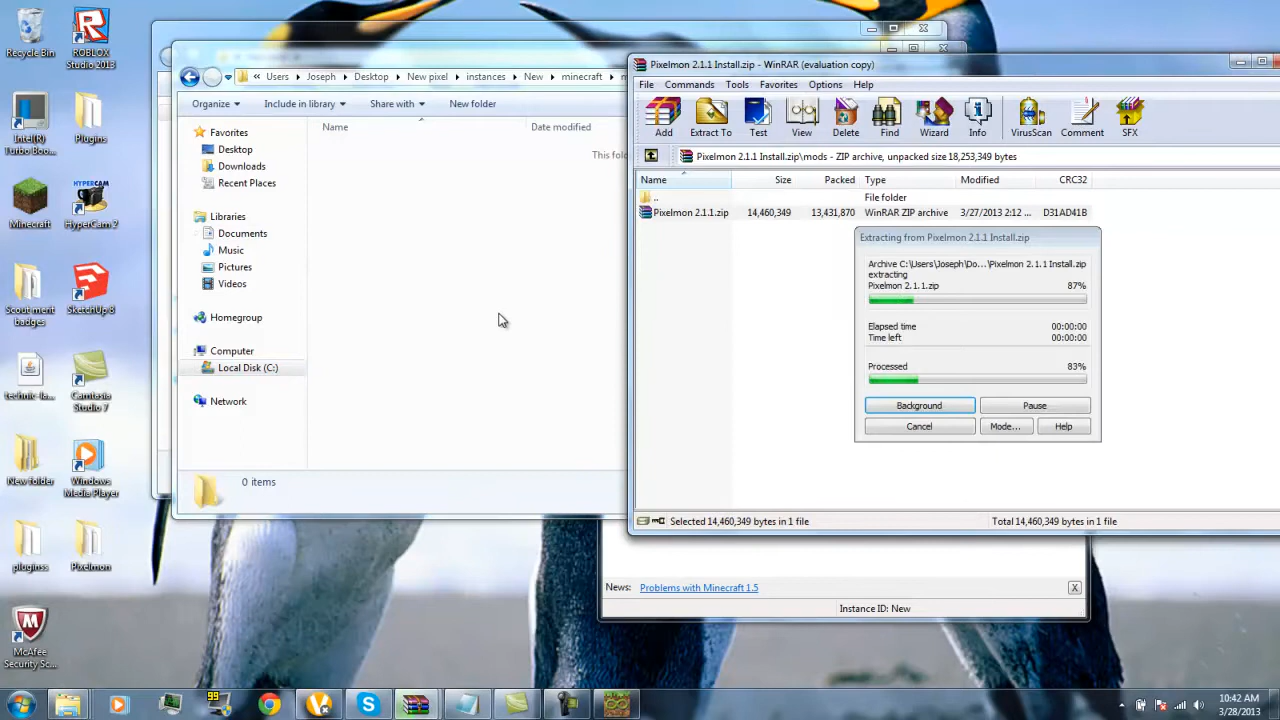 Recycle Bin
ROBLOX
Studio 2013
Intel(R)
Turbo Boo...
Plugins
Minecraft
HyperCam 2
Scout merit
badges
SketchUp 8
technic-la...
Camtasia
Studio 7
New folder
Windows
Media Player
pluginss
Pixelmon
McAfee
Security Sc...
Users
Joseph
Desktop
New pixel
instances
New
minecraft
Organize
Include in library
Share with
New folder
Favorites
Desktop
Downloads
Recent Places
Libraries
Documents
Music
Pictures
Videos
Homegroup
Computer
Local Disk (C:)
Network
Name
Date modified
This fold
0 items
Pixelmon 2.1.1 Install.zip - WinRAR (evaluation copy)
File Commands Tools Favorites Options Help
Add
Extract To
Test
View
Delete
Find
Wizard
Info
VirusScan
Comment
SFX
Pixelmon 2.1.1 Install.zip\mods - ZIP archive, unpacked size 18,253,349 bytes
Name Size Packed Type Modified CRC32
.. File folder
Pixelmon 2.1.1.zip 14,460,349 13,431,870 WinRAR ZIP archive 3/27/2013 2:12 ... D31AD41B
Extracting from Pixelmon 2.1.1 Install.zip
Archive C:\Users\Joseph\Do...\Pixelmon 2.1.1 Install.zip
extracting
Pixelmon 2.1.1.zip 87%
Elapsed time 00:00:00
Time left 00:00:00
Processed 83%
Background
Pause
Cancel
Mode...
Help
Selected 14,460,349 bytes in 1 file
Total 14,460,349 bytes in 1 file
News: Problems with Minecraft 1.5
X
Instance ID: New
99
10:42 AM
3/28/2013